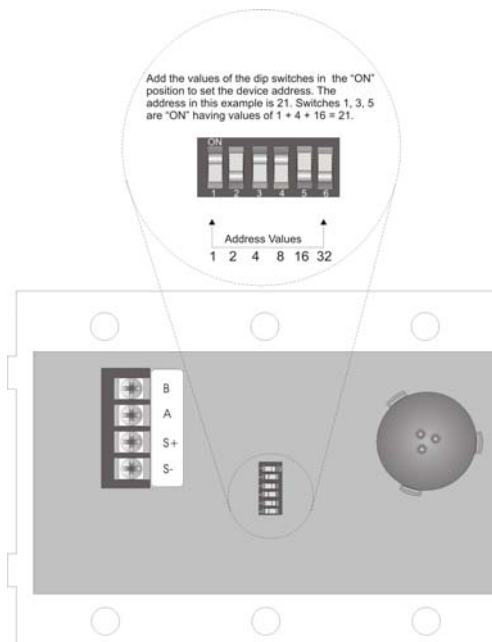 Add the values of the dip switches in the “ON”
position to set the device address. The
address in this example is 21. Switches 1, 3, 5
are “ON” having values of 1 + 4 + 16 = 21.
ON
1 2 3 4 5 6
Address Values
1 2 4 8 16 32
B
A
S+
S-